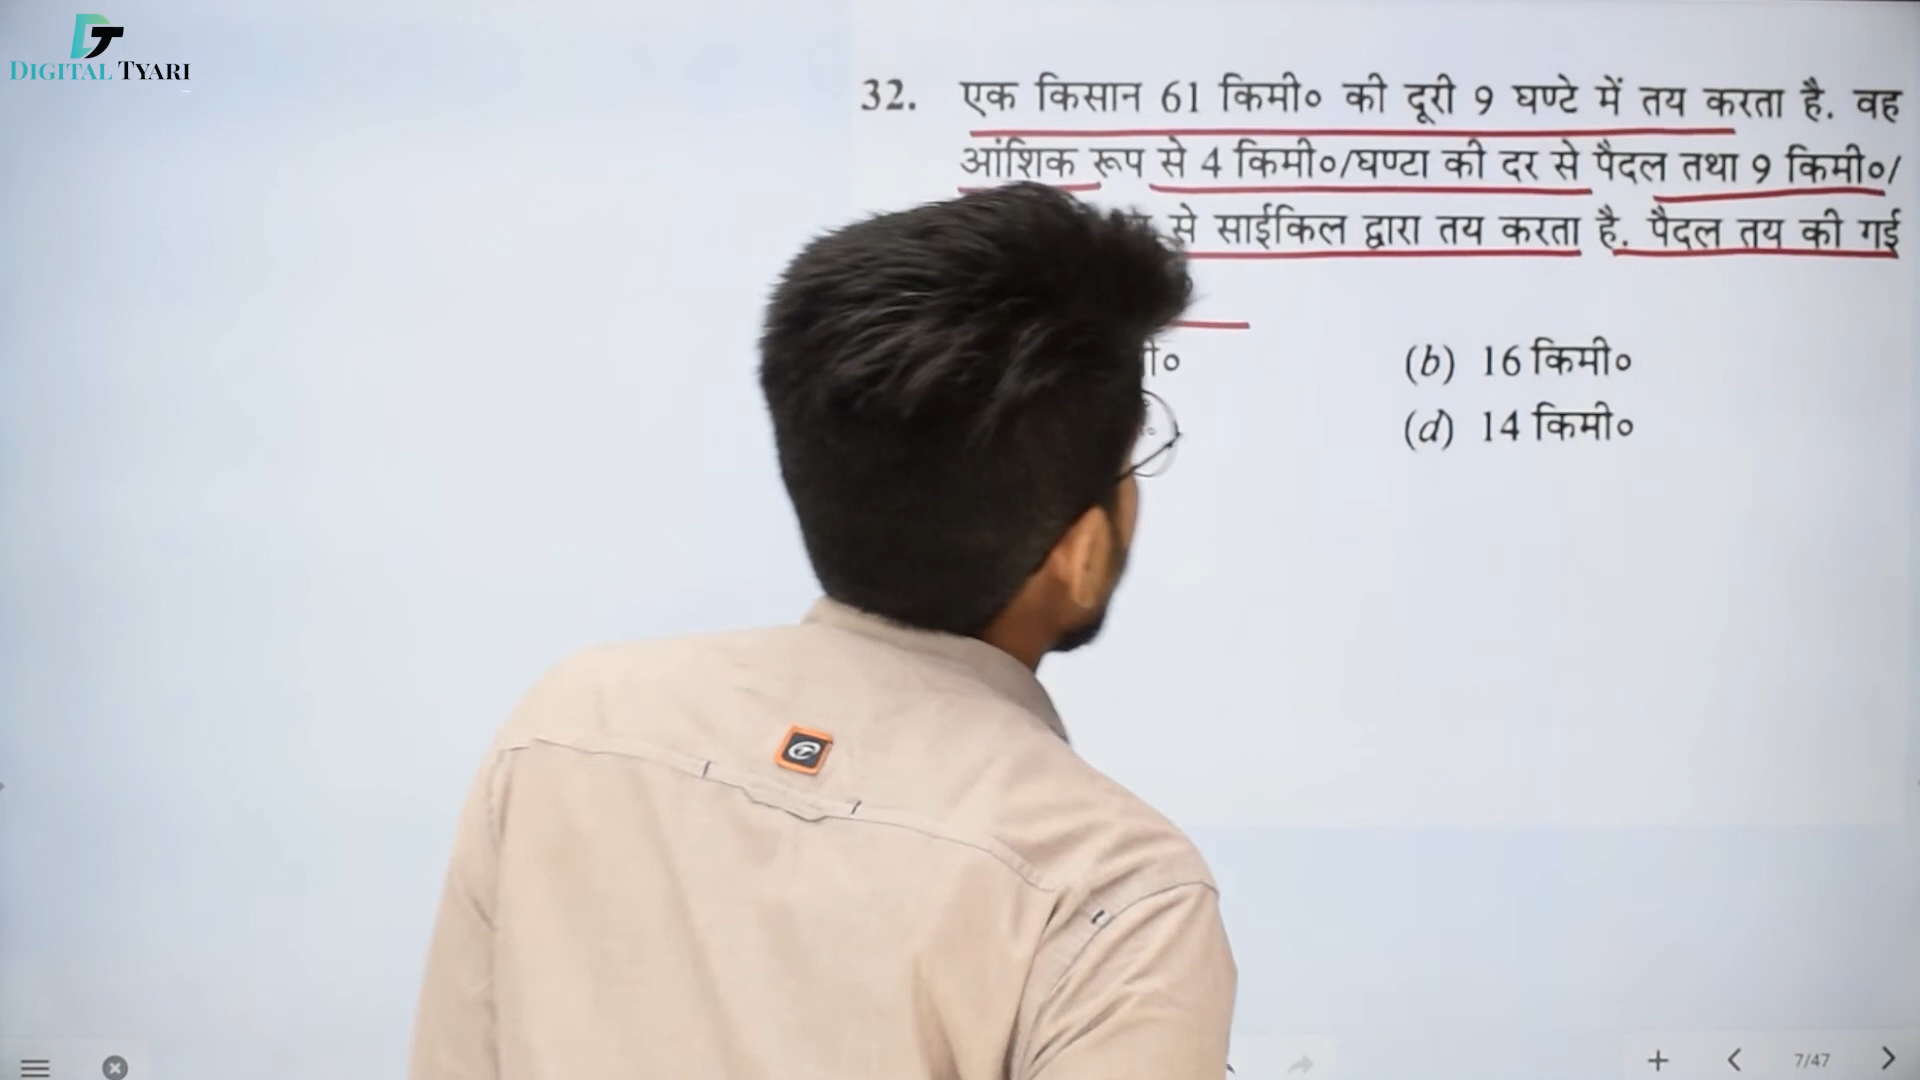 DIGITAL TYARI
32. एक किसान 61 किमी० की दूरी 9 घण्टे में तय करता है. वह
आंशिक रूप से 4 किमी०/घण्टा की दर से पैदल तथा 9 किमी०/
से साईकिल द्वारा तय करता है. पैदल तय की गई
(b) 16 किमी०
(d) 14 किमी०
7/47